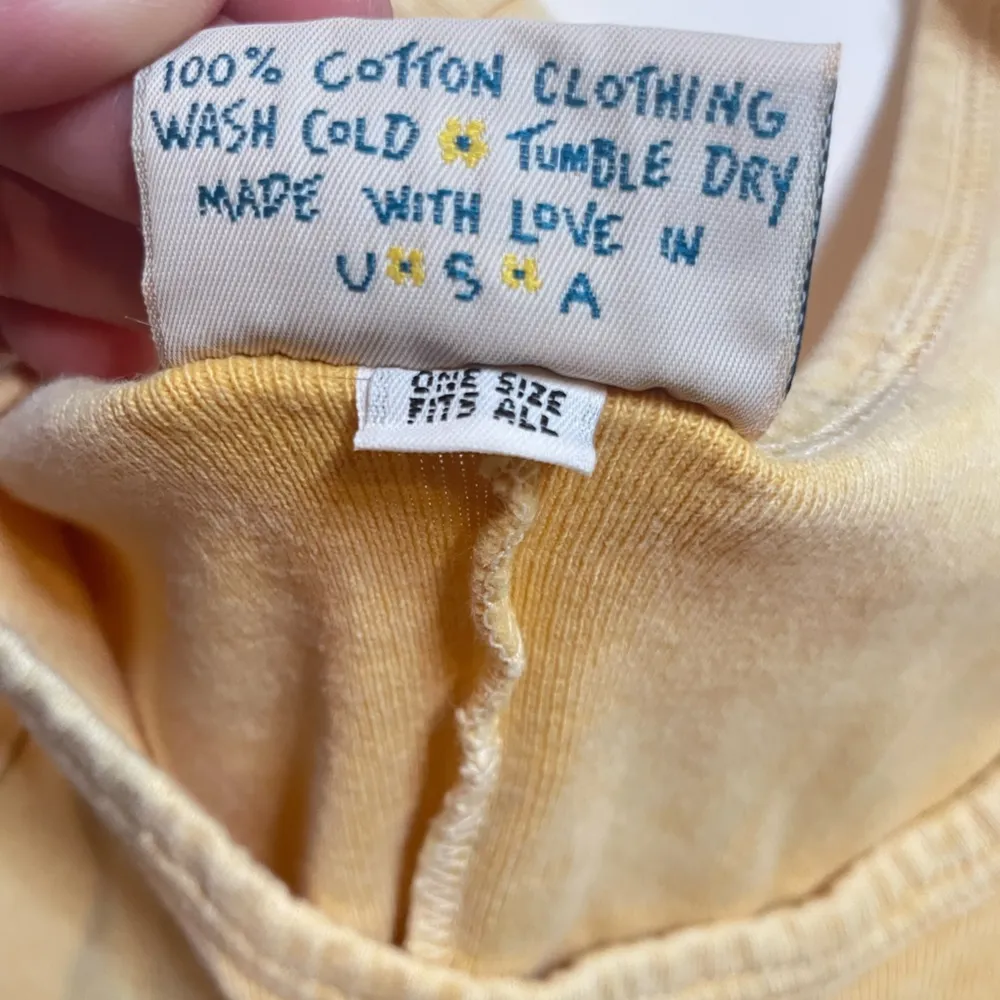 100% COTTON CLOTHING
WASH COLD TUMBLE DRY
MADE WITH LOVE IN
U S A
ONE SIZE
FITS ALL